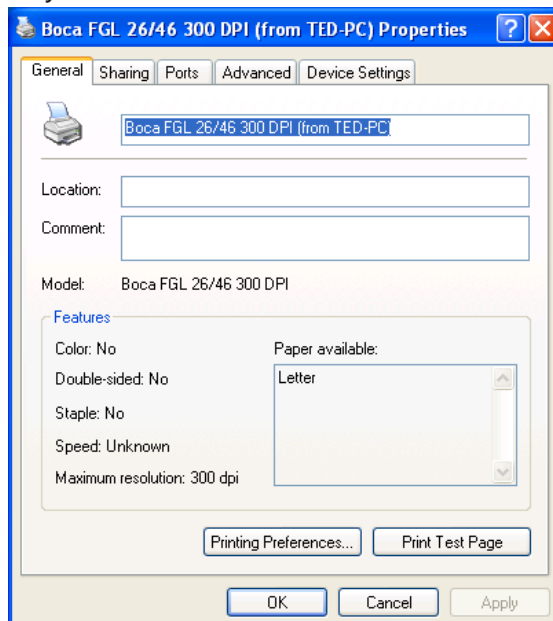 Boca FGL 26/46 300 DPI (from TED-PC) Properties
General Sharing Ports Advanced Device Settings
Boca FGL 26/46 300 DPI (from TED-PC)
Location:
Comment:
Model: Boca FGL 26/46 300 DPI
Features
Color: No Paper available:
Double-sided: No Letter
Staple: No
Speed: Unknown
Maximum resolution: 300 dpi
Printing Preferences... Print Test Page
OK Cancel Apply